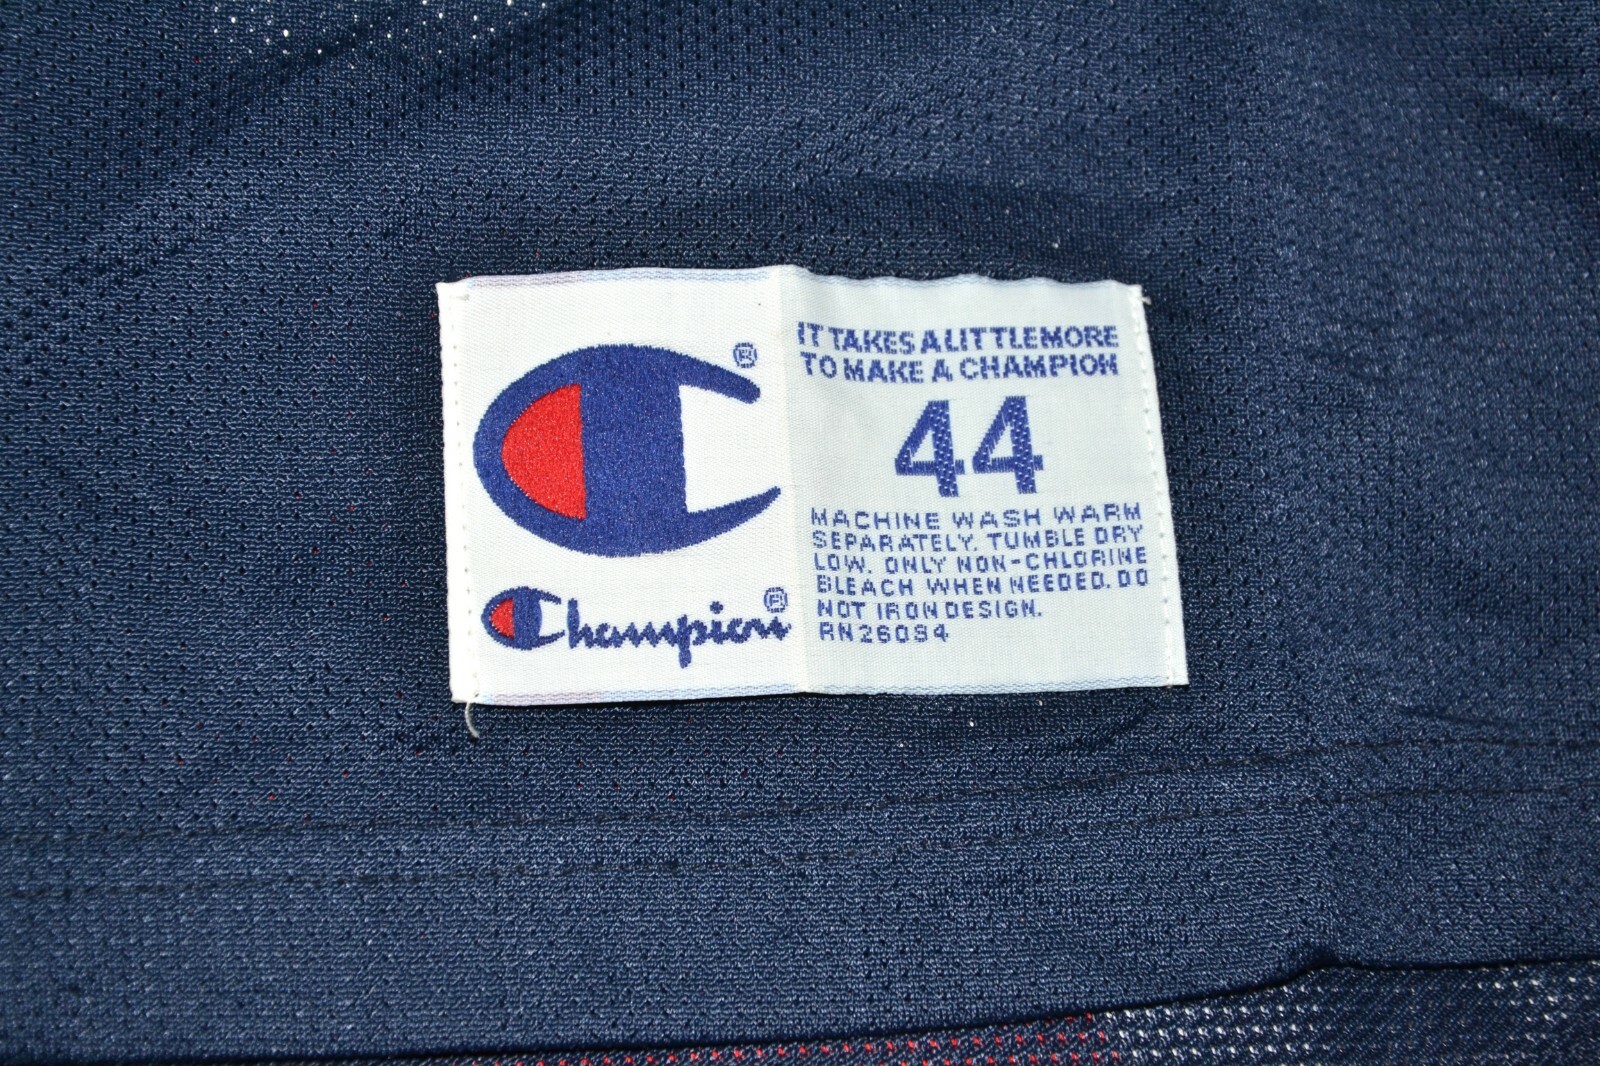 ®
Champion®
IT TAKES A LITTLE MORE
TO MAKE A CHAMPION
44
MACHINE WASH WARM
SEPARATELY. TUMBLE DRY
LOW. ONLY NON-CHLORINE
BLEACH WHEN NEEDED. DO
NOT IRON DESIGN.
RN26094